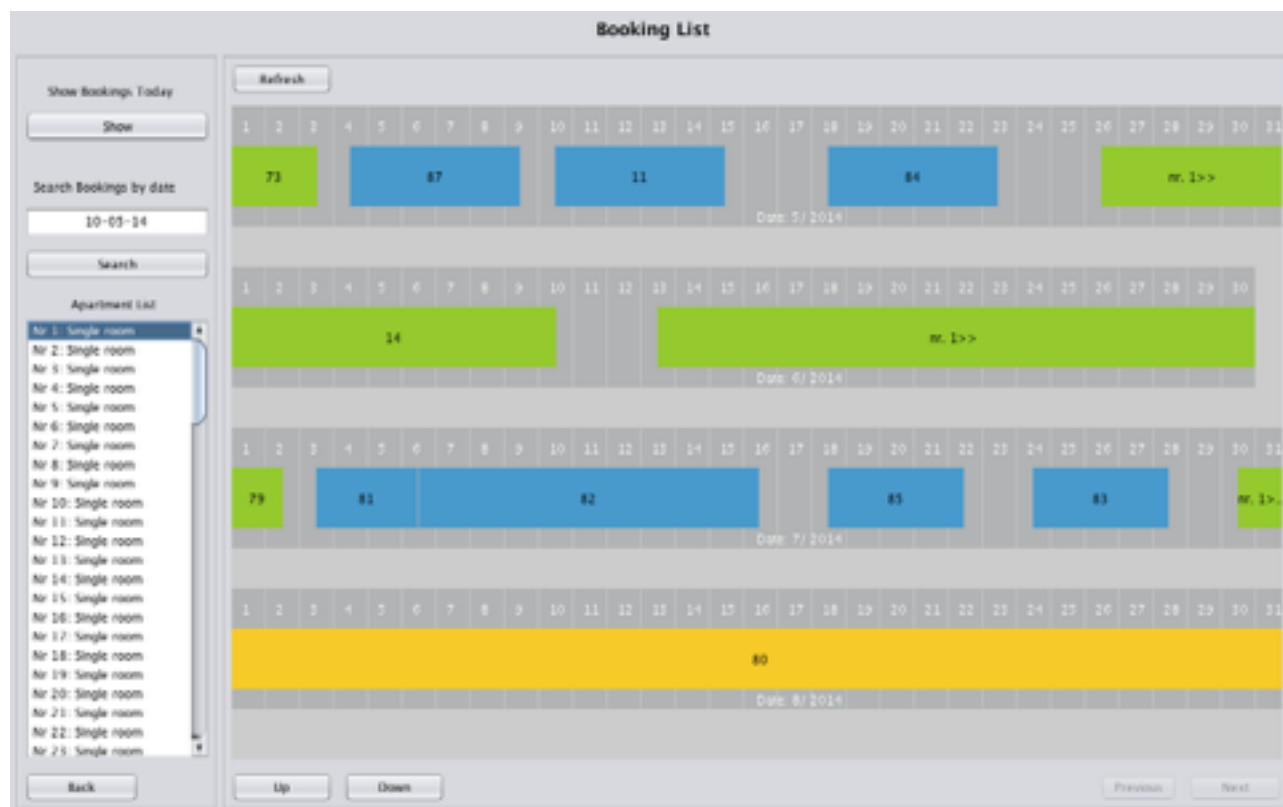 Booking List
Show Bookings Today
Show
Search Bookings by date
10-05-14
Search
Apartment List
Nr 1: Single room
Nr 2: Single room
Nr 3: Single room
Nr 4: Single room
Nr 5: Single room
Nr 6: Single room
Nr 7: Single room
Nr 8: Single room
Nr 9: Single room
Nr 10: Single room
Nr 11: Single room
Nr 12: Single room
Nr 13: Single room
Nr 14: Single room
Nr 15: Single room
Nr 16: Single room
Nr 17: Single room
Nr 18: Single room
Nr 19: Single room
Nr 20: Single room
Nr 21: Single room
Nr 22: Single room
Nr 23: Single room
Back
Refresh
1 2 3 4 5 6 7 8 9 10 11 12 13 14 15 16 17 18 19 20 21 22 23 24 25 26 27 28 29 30 31
73 87 11 84 nr. 1>>
Date: 5/ 2014
1 2 3 4 5 6 7 8 9 10 11 12 13 14 15 16 17 18 19 20 21 22 23 24 25 26 27 28 29 30
14 nr. 1>>
Date: 6/ 2014
1 2 3 4 5 6 7 8 9 10 11 12 13 14 15 16 17 18 19 20 21 22 23 24 25 26 27 28 29 30 31
79 81 82 85 83 nr. 1>..
Date: 7/ 2014
1 2 3 4 5 6 7 8 9 10 11 12 13 14 15 16 17 18 19 20 21 22 23 24 25 26 27 28 29 30 31
80
Date: 8/ 2014
Up Down Previous Next